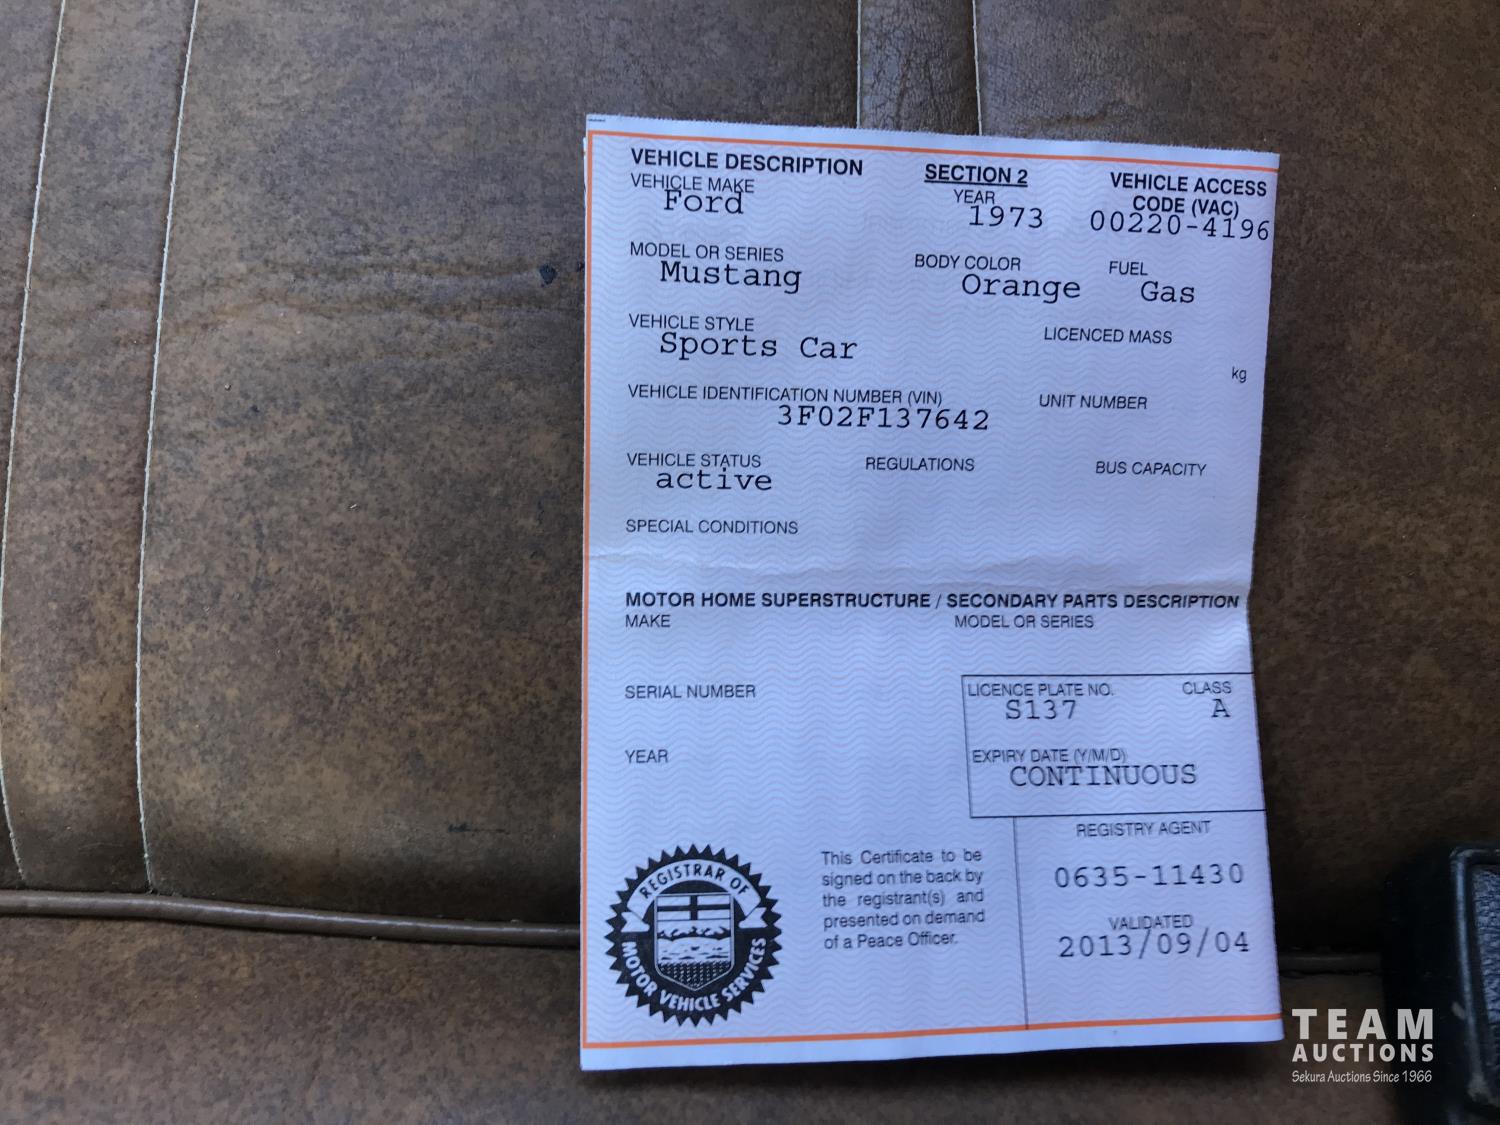 VEHICLE DESCRIPTION SECTION 2 VEHICLE ACCESS CODE (VAC)
VEHICLE MAKE YEAR
Ford 1973 00220-4196
MODEL OR SERIES BODY COLOR FUEL
Mustang Orange Gas
VEHICLE STYLE LICENCED MASS
Sports Car
kg
VEHICLE IDENTIFICATION NUMBER (VIN) UNIT NUMBER
3F02F137642
VEHICLE STATUS REGULATIONS BUS CAPACITY
active
SPECIAL CONDITIONS
MOTOR HOME SUPERSTRUCTURE / SECONDARY PARTS DESCRIPTION
MAKE MODEL OR SERIES
SERIAL NUMBER LICENCE PLATE NO. CLASS
S137 A
YEAR EXPIRY DATE (Y/M/D)
CONTINUOUS
REGISTRY AGENT
0635-11430
VALIDATED
2013/09/04
This Certificate to be
signed on the back by
the registrant(s) and
presented on demand
of a Peace Officer.
REGISTRAR OF
MOTOR VEHICLE SERVICES
TEAM
AUCTIONS
Sekura Auctions Since 1966